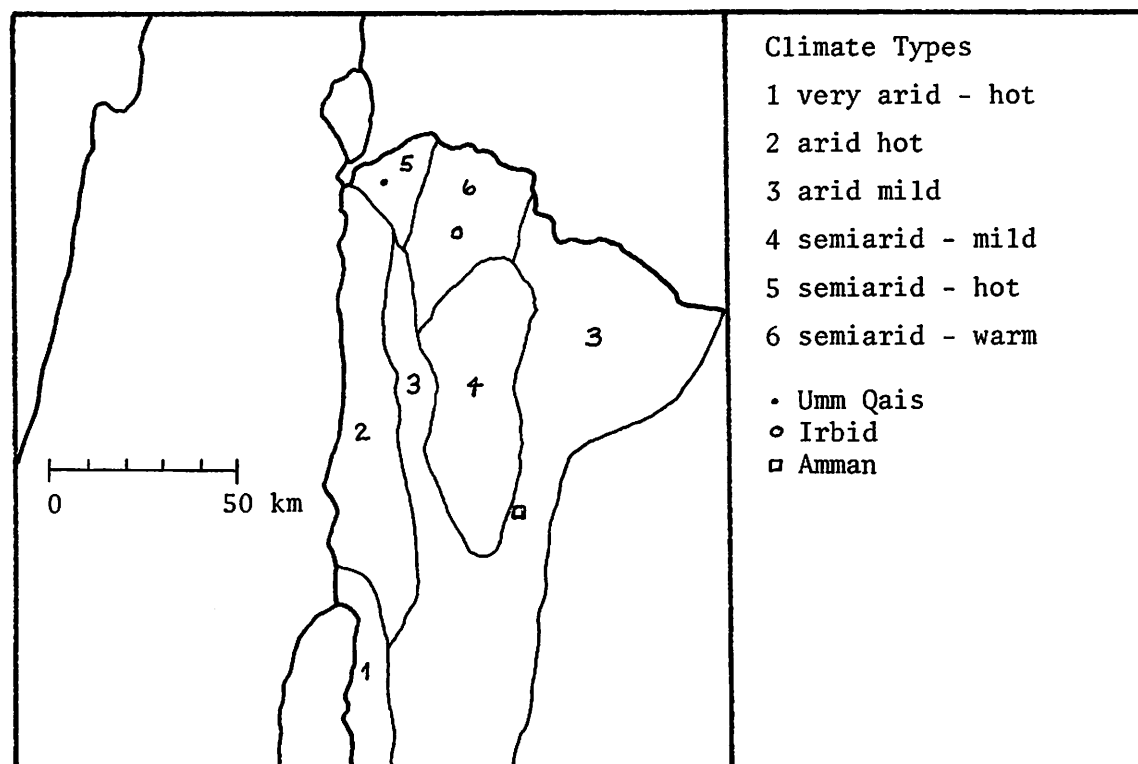 Climate Types
1 very arid - hot
2 arid hot
3 arid mild
4 semiarid - mild
5 semiarid - hot
6 semiarid - warm
Umm Qais
Irbid
Amman
5
6
3
3
4
2
0 50 km
1